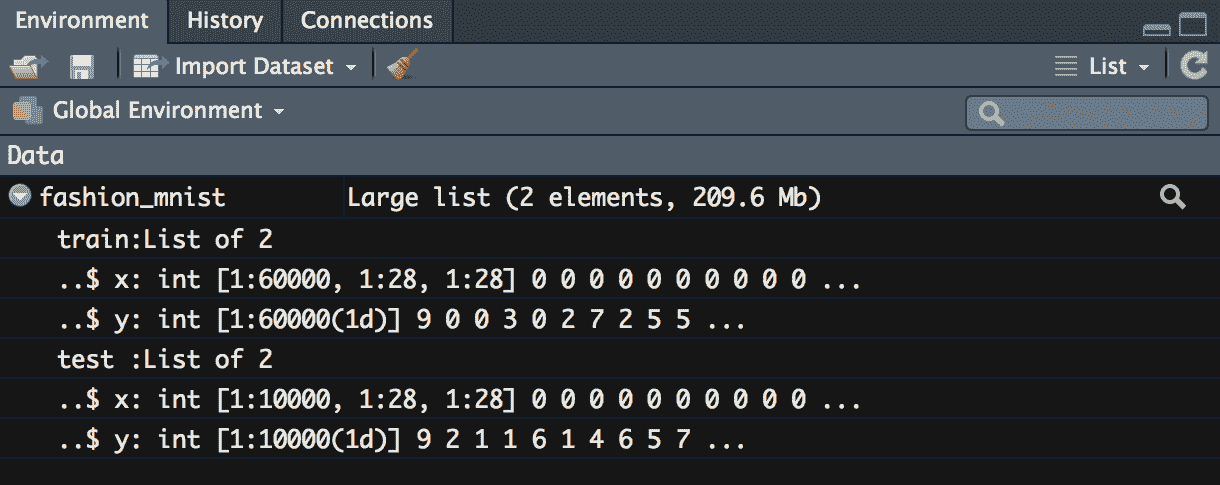 Environment History Connections
Import Dataset List
Global Environment
Data
fashion_mnist Large list (2 elements, 209.6 Mb)
train:List of 2
..$ x: int [1:60000, 1:28, 1:28] 0 0 0 0 0 0 0 0 0 0 ...
..$ y: int [1:60000(1d)] 9 0 0 3 0 2 7 2 5 5 ...
test :List of 2
..$ x: int [1:10000, 1:28, 1:28] 0 0 0 0 0 0 0 0 0 0 ...
..$ y: int [1:10000(1d)] 9 2 1 1 6 1 4 6 5 7 ...